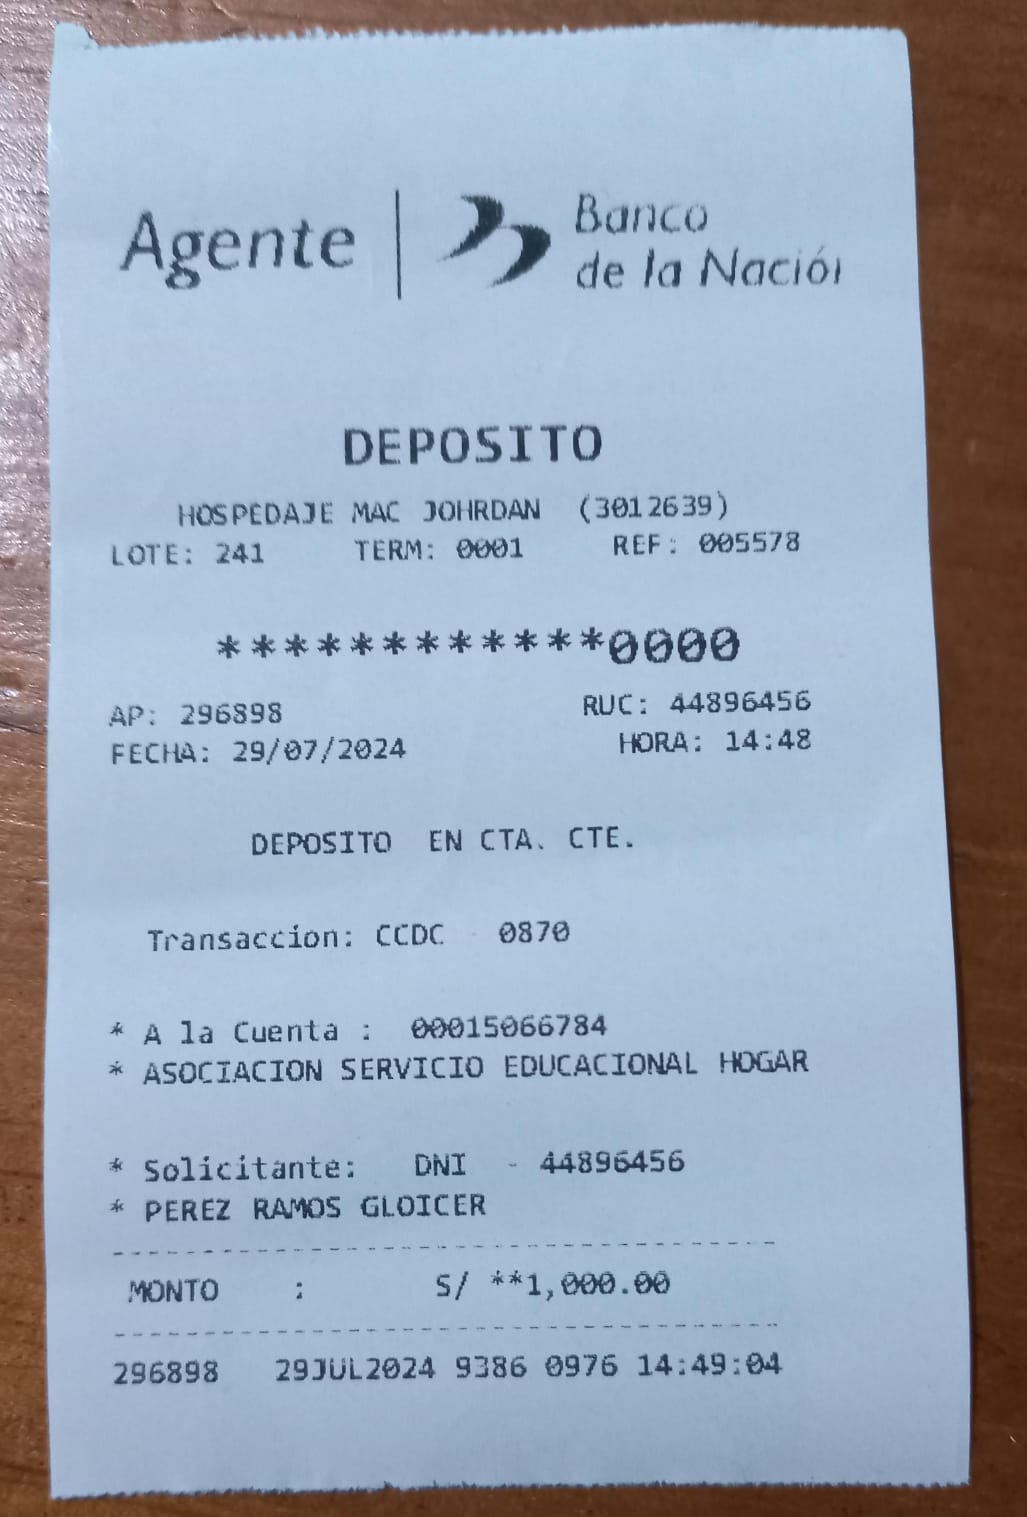 Agente | Banco
de la Nación
DEPOSITO
HOSPEDAJE MAC JOHRDAN (3012639)
LOTE: 241 TERM: 0001 REF: 005578
************0000
AP: 296898 RUC: 44896456
FECHA: 29/07/2024 HORA: 14:48
DEPOSITO EN CTA. CTE.
Transaccion: CCDC - 0870
* A la Cuenta : 00015066784
* ASOCIACION SERVICIO EDUCACIONAL HOGAR
* Solicitante: DNI - 44896456
* PEREZ RAMOS GLOICER
MONTO : S/ **1,000.00
296898 29JUL2024 9386 0976 14:49:04